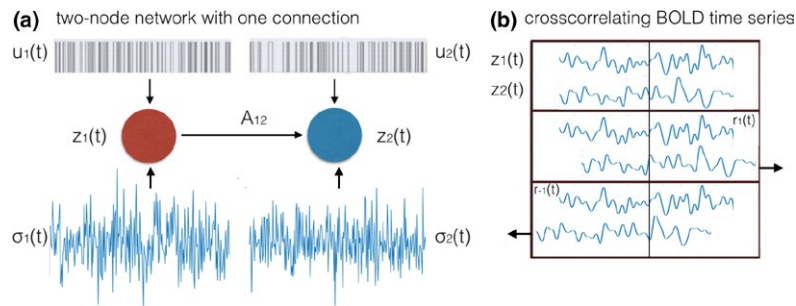 (a) two-node network with one connection
u₁(t)
u₂(t)
z₁(t)
A₁₂
z₂(t)
σ₁(t)
σ₂(t)
(b) crosscorrelating BOLD time series
z₁(t)
z₂(t)
r₁(t)
r₋₁(t)